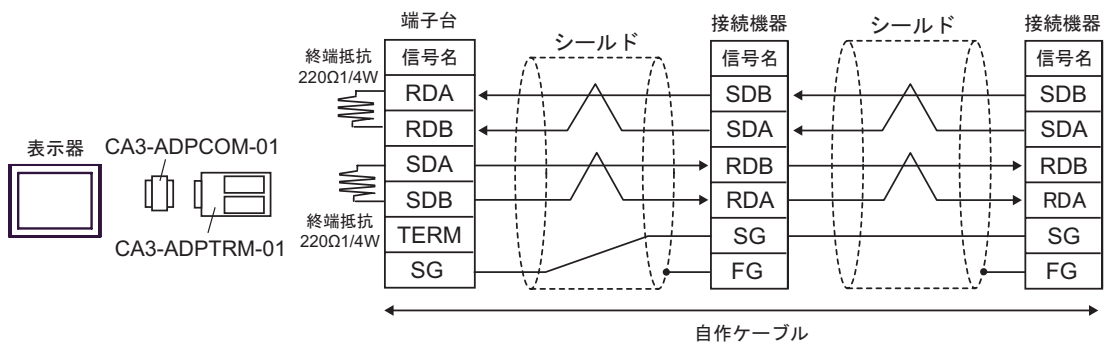 表示器
CA3-ADPCOM-01
CA3-ADPTRM-01
終端抵抗
220Ω1/4W
終端抵抗
220Ω1/4W
端子台
信号名
RDA
RDB
SDA
SDB
TERM
SG
シールド
接続機器
信号名
SDB
SDA
RDB
RDA
SG
FG
シールド
接続機器
信号名
SDB
SDA
RDB
RDA
SG
FG
自作ケーブル